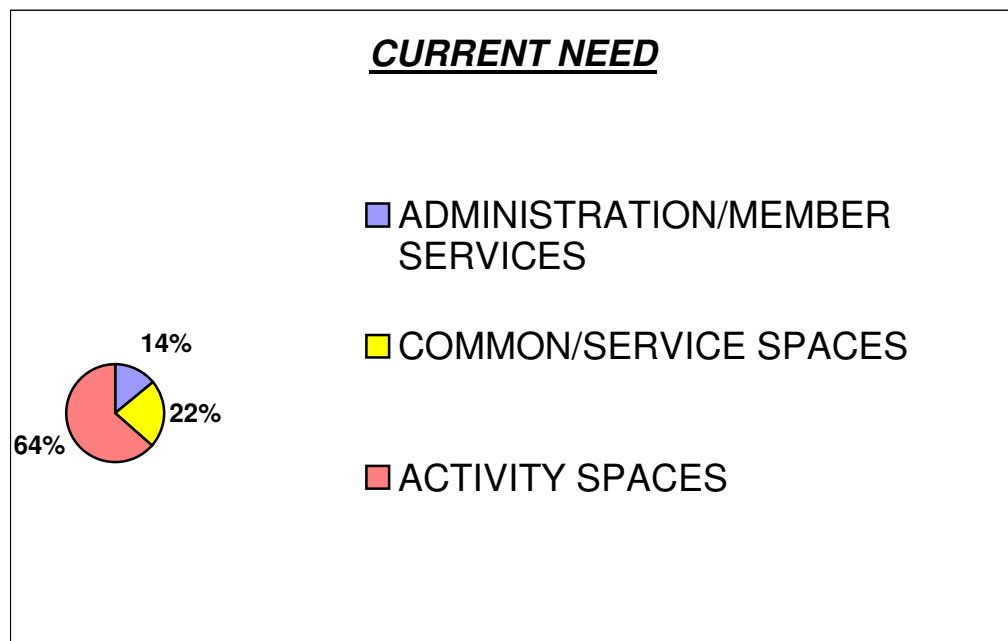 CURRENT NEED
ADMINISTRATION/MEMBER
SERVICES
COMMON/SERVICE SPACES
ACTIVITY SPACES
14%
22%
64%